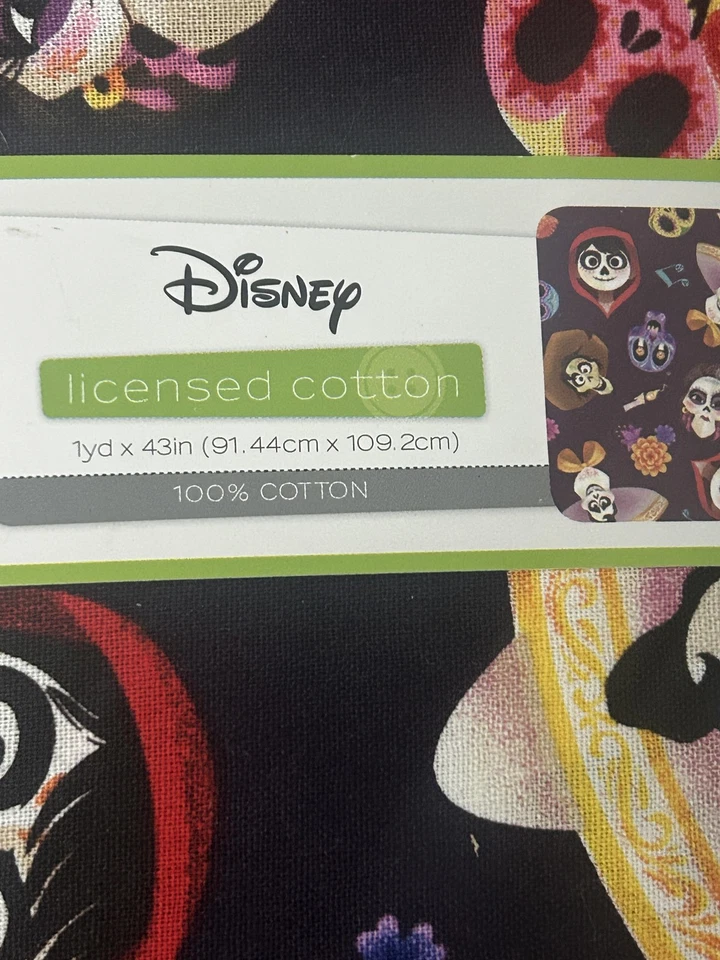 Disney
licensed cotton
1yd x 43in (91.44cm x 109.2cm)
100% COTTON